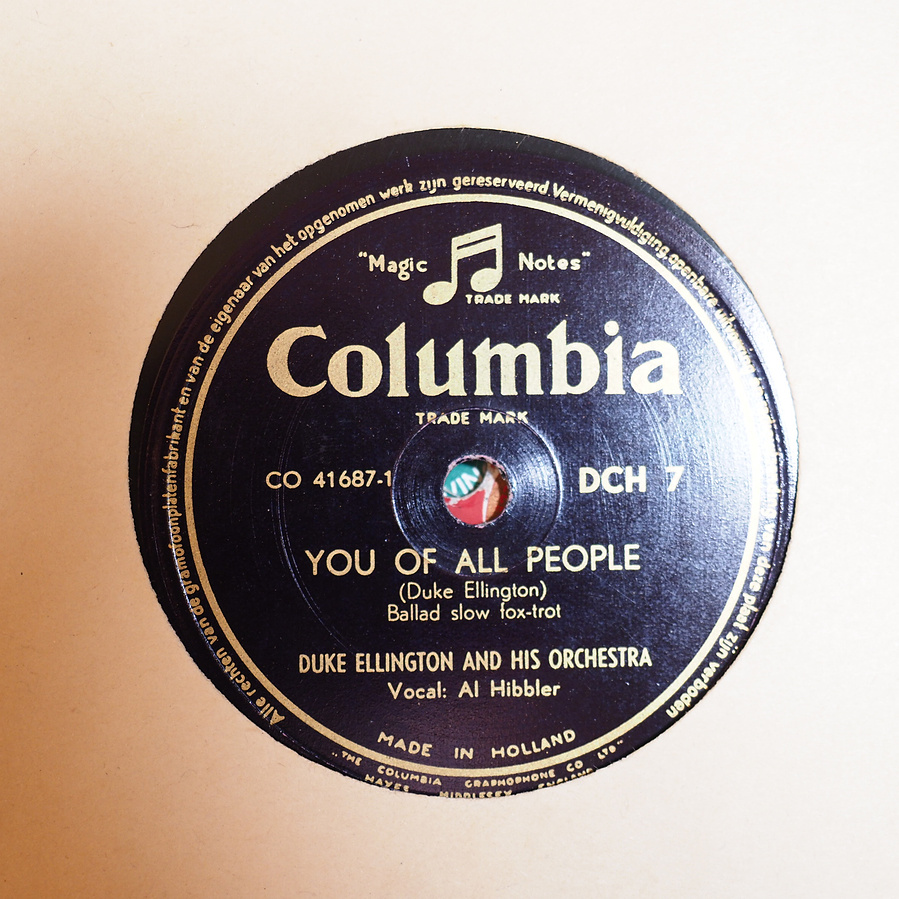 Alle rechten van de gramofoonplatenfabrikant en van de eigenaar van het opgenomen werk zijn gereserveerd. Vermenigvuldiging, openbare van deze plaat zijn verboden
"Magic Notes"
TRADE MARK
Columbia
TRADE MARK
CO 41687-1 DCH 7
YOU OF ALL PEOPLE
(Duke Ellington)
Ballad slow fox-trot
DUKE ELLINGTON AND HIS ORCHESTRA
Vocal: Al Hibbler
MADE IN HOLLAND
"THE COLUMBIA GRAPHOPHONE CO LTD"
HAYES MIDDLESEX ENGLAND